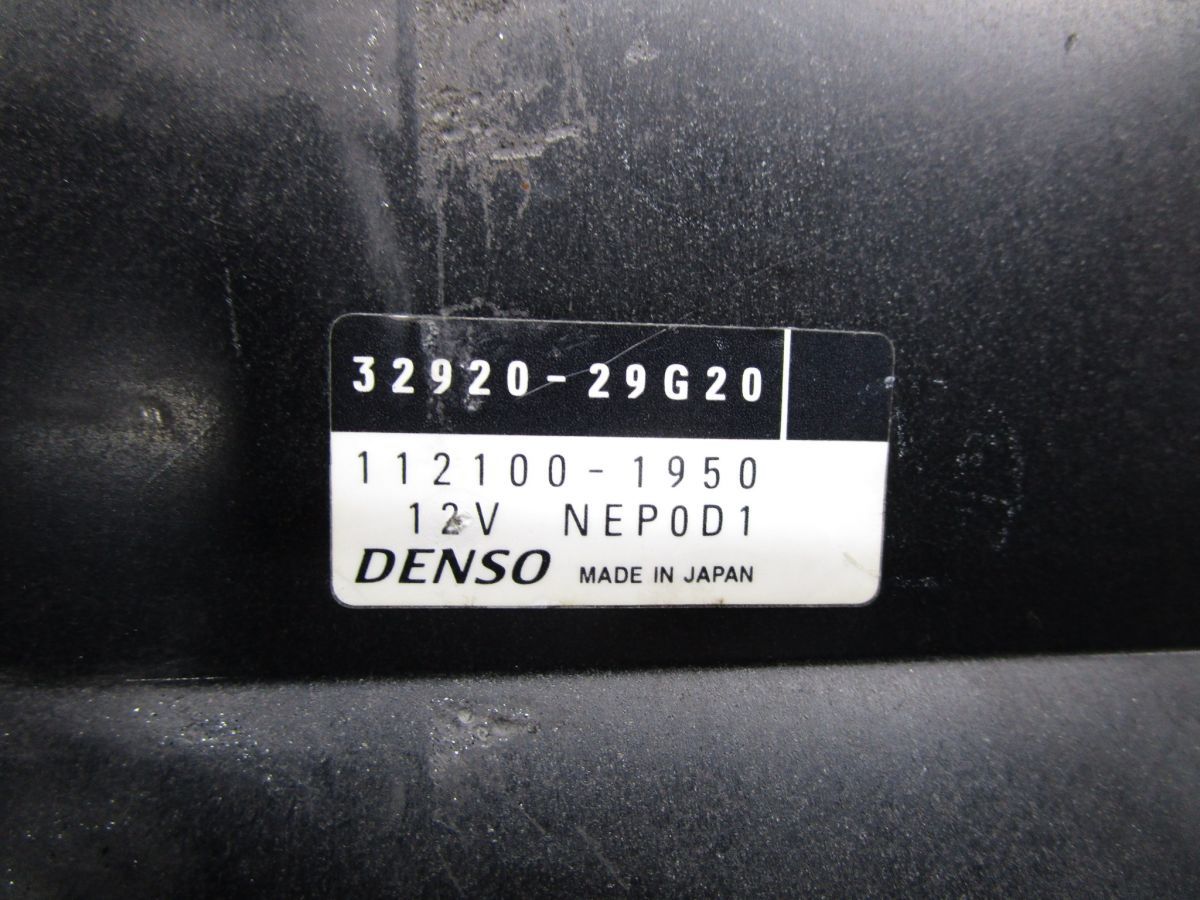 32920-29G20
112100-1950
12V NEP0D1
DENSO MADE IN JAPAN